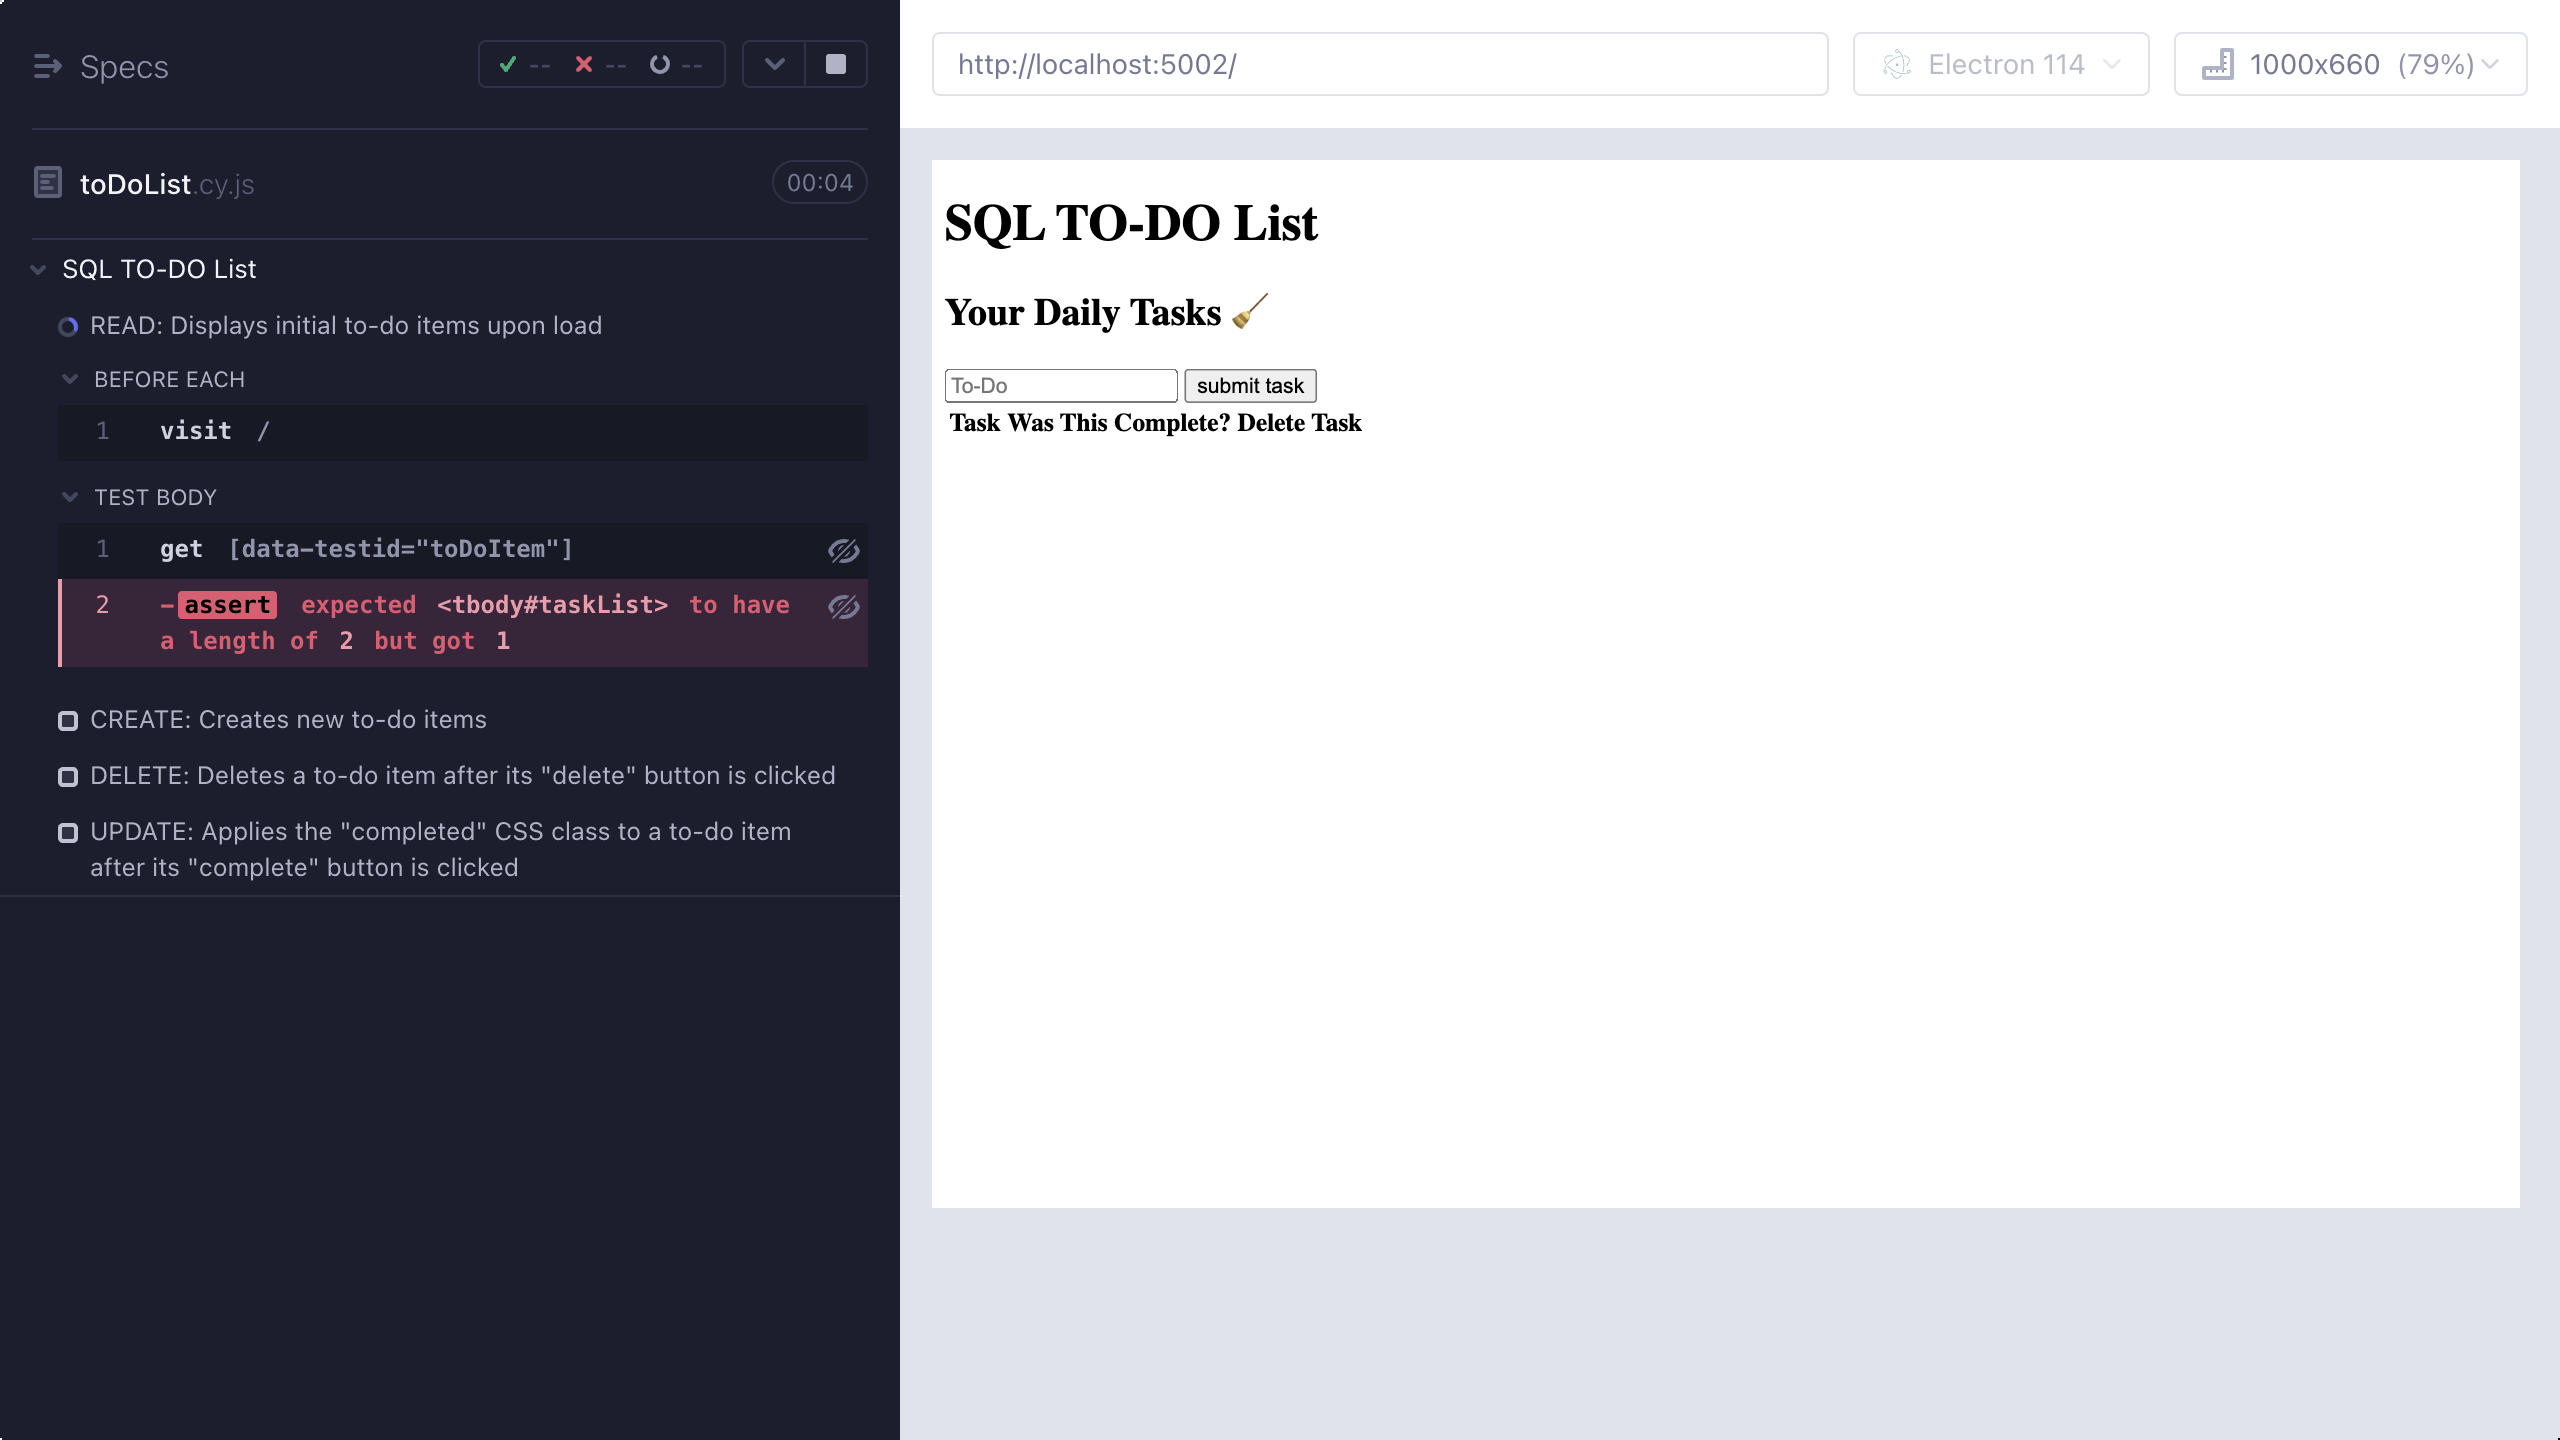 Specs
-- -- --
toDoList.cy.js
00:04
SQL TO-DO List
READ: Displays initial to-do items upon load
BEFORE EACH
1 visit /
TEST BODY
1 get [data-testid="toDoItem"]
2 -assert expected <tbody#taskList> to have
a length of 2 but got 1
CREATE: Creates new to-do items
DELETE: Deletes a to-do item after its "delete" button is clicked
UPDATE: Applies the "completed" CSS class to a to-do item
after its "complete" button is clicked
http://localhost:5002/
Electron 114
1000x660 (79%)
SQL TO-DO List
Your Daily Tasks 🧹
To-Do submit task
Task Was This Complete? Delete Task